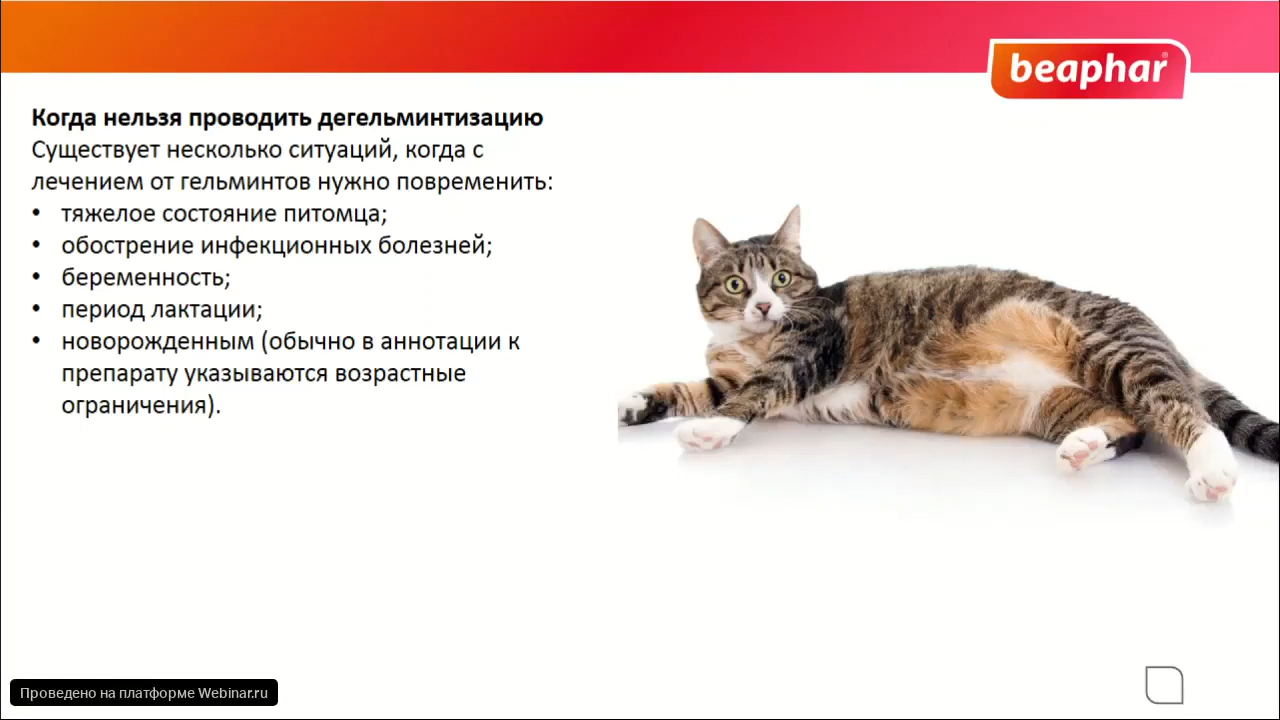 beaphar®
Когда нельзя проводить дегельминтизацию
Существует несколько ситуаций, когда с
лечением от гельминтов нужно повременить:
• тяжелое состояние питомца;
• обострение инфекционных болезней;
• беременность;
• период лактации;
• новорожденным (обычно в аннотации к
препарату указываются возрастные
ограничения).
Проведено на платформе Webinar.ru